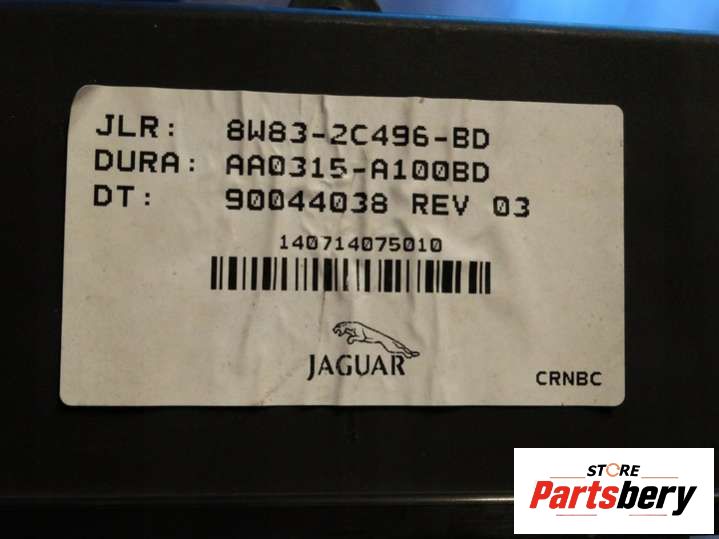 JLR: 8W83-2C496-BD
DURA: AA0315-A100BD
DT: 90044038 REV 03
140714075010
JAGUAR
CRNBC
STORE
Partsbery